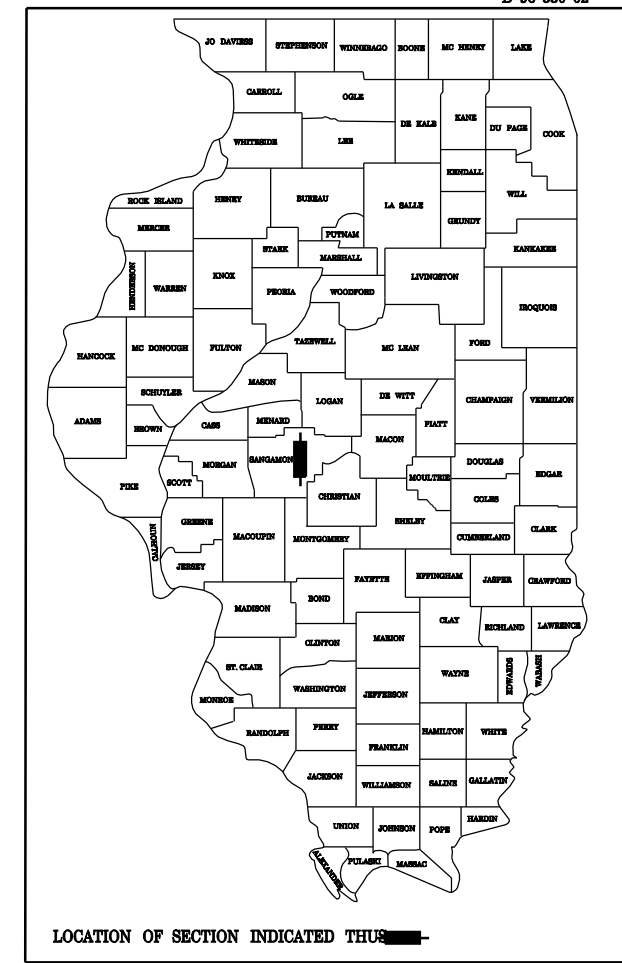 JO DAVIESS STEPHENSON WINNEBAGO BOONE MC HENRY LAKE
CARROLL OGLE
DE KALB KANE DU PAGE COOK
WHITESIDE LEE
KENDALL
ROCK ISLAND HENRY BUREAU LA SALLE WILL
GRUNDY
MERCER PUTNAM
STARK MARSHALL KANKAKEE
HENDERSON WARREN KNOX PEORIA WOODFORD LIVINGSTON
IROQUOIS
HANCOCK MC DONOUGH FULTON TAZEWELL MC LEAN FORD
MASON
SCHUYLER LOGAN DE WITT CHAMPAIGN VERMILION
ADAMS BROWN CASS MENARD PIATT
MACON
SANGAMON DOUGLAS
PIKE SCOTT MORGAN MOULTRIE EDGAR
CHRISTIAN COLES
CALHOUN GREENE MACOUPIN MONTGOMERY SHELBY CLARK
CUMBERLAND
JERSEY FAYETTE EFFINGHAM JASPER CRAWFORD
MADISON BOND
CLAY RICHLAND LAWRENCE
CLINTON MARION
ST. CLAIR WAYNE EDWARDS WABASH
MONROE WASHINGTON JEFFERSON
RANDOLPH PERRY HAMILTON WHITE
FRANKLIN
JACKSON WILLIAMSON SALINE GALLATIN
UNION JOHNSON POPE HARDIN
ALEXANDER PULASKI MASSAC
LOCATION OF SECTION INDICATED THUS